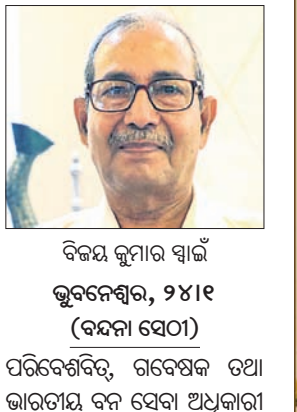 ବିଜୟ କୁମାର ସ୍ୱାଇଁ
ଭୁବନେଶ୍ୱର, ୨୪।୧
(ବନ୍ଦନା ସେଠୀ)
ପରିବେଶବିତ୍, ଗବେଷକ ତଥା
ଭାରତୀୟ ବନ ସେବା ଅଧିକାରୀ